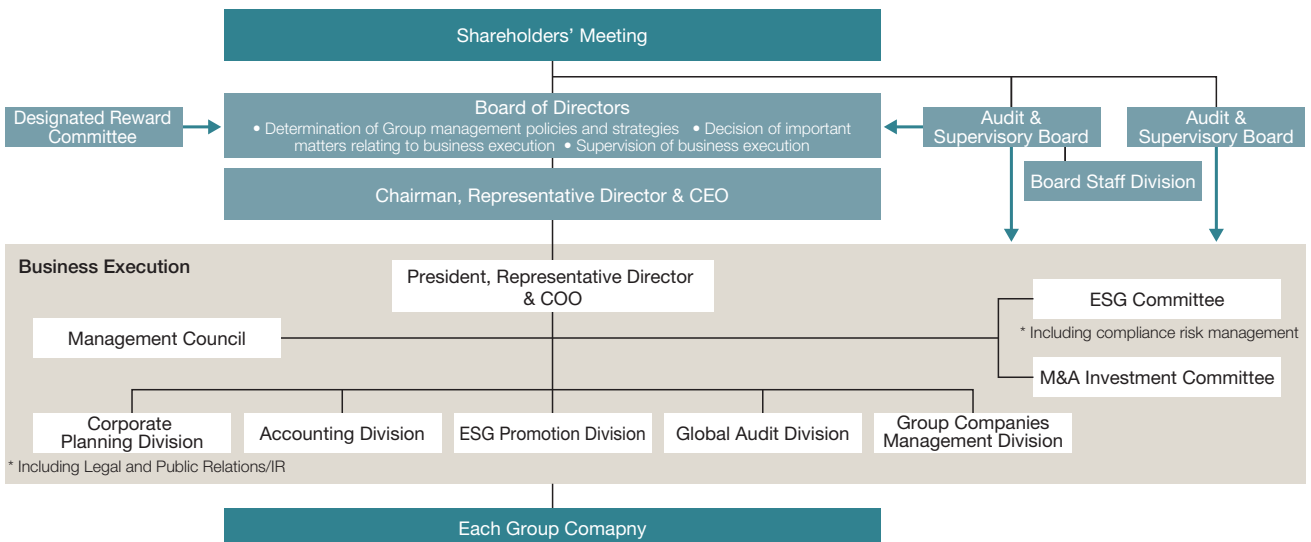 Shareholders’ Meeting
Designated Reward
Committee
Board of Directors
• Determination of Group management policies and strategies • Decision of important
matters relating to business execution • Supervision of business execution
Audit &
Supervisory Board
Audit &
Supervisory Board
Board Staff Division
Chairman, Representative Director & CEO
Business Execution
President, Representative Director
& COO
ESG Committee
* Including compliance risk management
Management Council
M&A Investment Committee
Corporate
Planning Division
Accounting Division
ESG Promotion Division
Global Audit Division
Group Companies
Management Division
* Including Legal and Public Relations/IR
Each Group Comapny